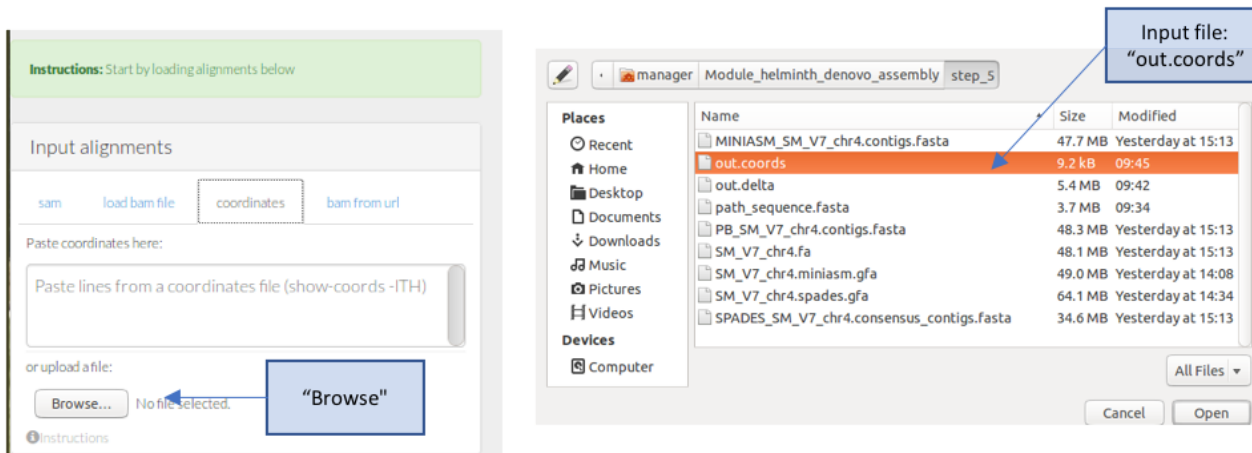 Instructions: Start by loading alignments below
Input alignments
sam load bam file coordinates bam from url
Paste coordinates here:
Paste lines from a coordinates file (show-coords -lTH)
or upload a file:
Browse... No file selected.
"Browse"
Instructions
Input file:
“out.coords”
manager Module_helminth_denovo_assembly step_5
Places
Recent
Home
Desktop
Documents
Downloads
Music
Pictures
Videos
Devices
Computer
Name Size Modified
MINIASM_SM_V7_chr4.contigs.fasta 47.7 MB Yesterday at 15:13
out.coords 9.2 kB 09:45
out.delta 5.4 MB 09:42
path_sequence.fasta 3.7 MB 09:34
PB_SM_V7_chr4.contigs.fasta 48.3 MB Yesterday at 15:13
SM_V7_chr4.fa 48.1 MB Yesterday at 15:13
SM_V7_chr4.miniasm.gfa 49.0 MB Yesterday at 14:08
SM_V7_chr4.spades.gfa 64.1 MB Yesterday at 14:34
SPADES_SM_V7_chr4.consensus_contigs.fasta 34.6 MB Yesterday at 15:13
All Files
Cancel Open